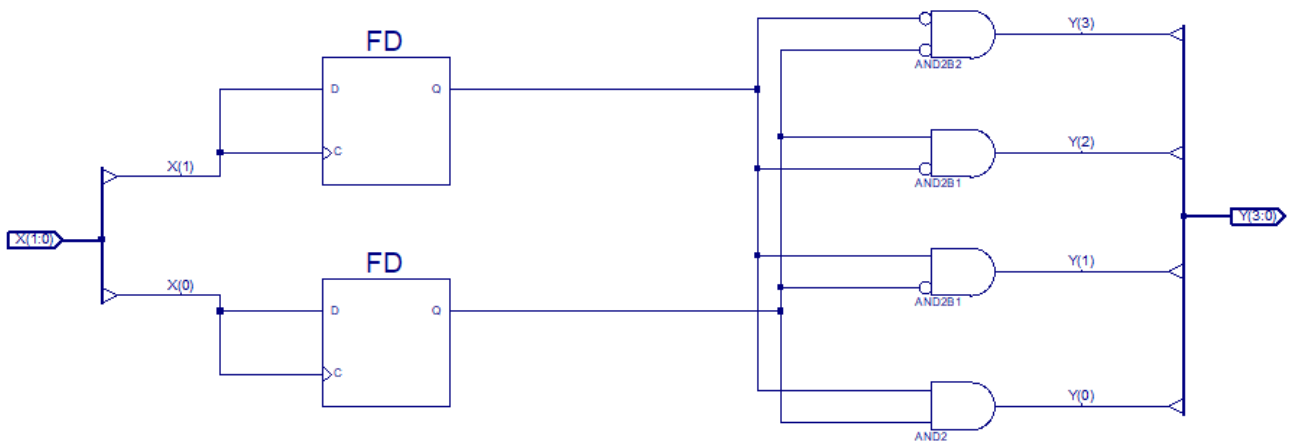 Y(3)
FD
AND2B2
D
Q
C
X(1)
Y(2)
AND2B1
X(1:0)
Y(3:0)
FD
Y(1)
X(0)
AND2B1
D
Q
C
Y(0)
AND2